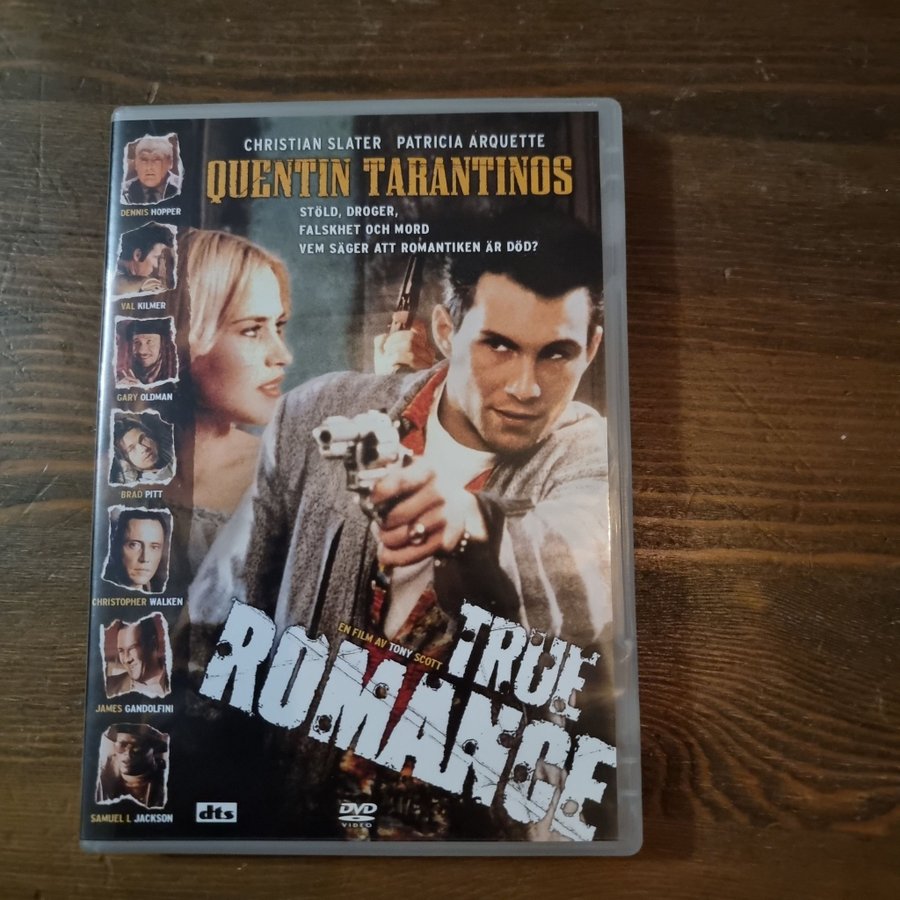 CHRISTIAN SLATER PATRICIA ARQUETTE
QUENTIN TARANTINOS
STÖLD, DROGER,
FALSKHET OCH MORD
VEM SÄGER ATT ROMANTIKEN ÄR DÖD?
DENNIS HOPPER
VAL KILMER
GARY OLDMAN
BRAD PITT
CHRISTOPHER WALKEN
JAMES GANDOLFINI
SAMUEL L JACKSON
EN FILM AV TONY SCOTT
TRUE
ROMANCE
dts
DVD
VIDEO